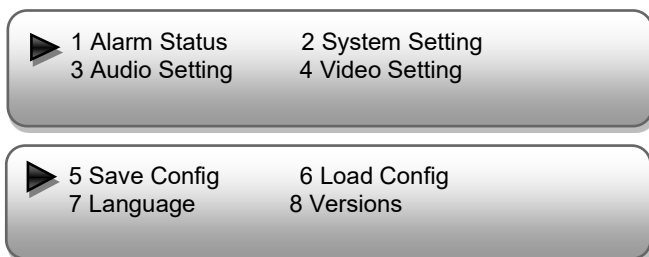 1 Alarm Status 2 System Setting
3 Audio Setting 4 Video Setting
5 Save Config 6 Load Config
7 Language 8 Versions